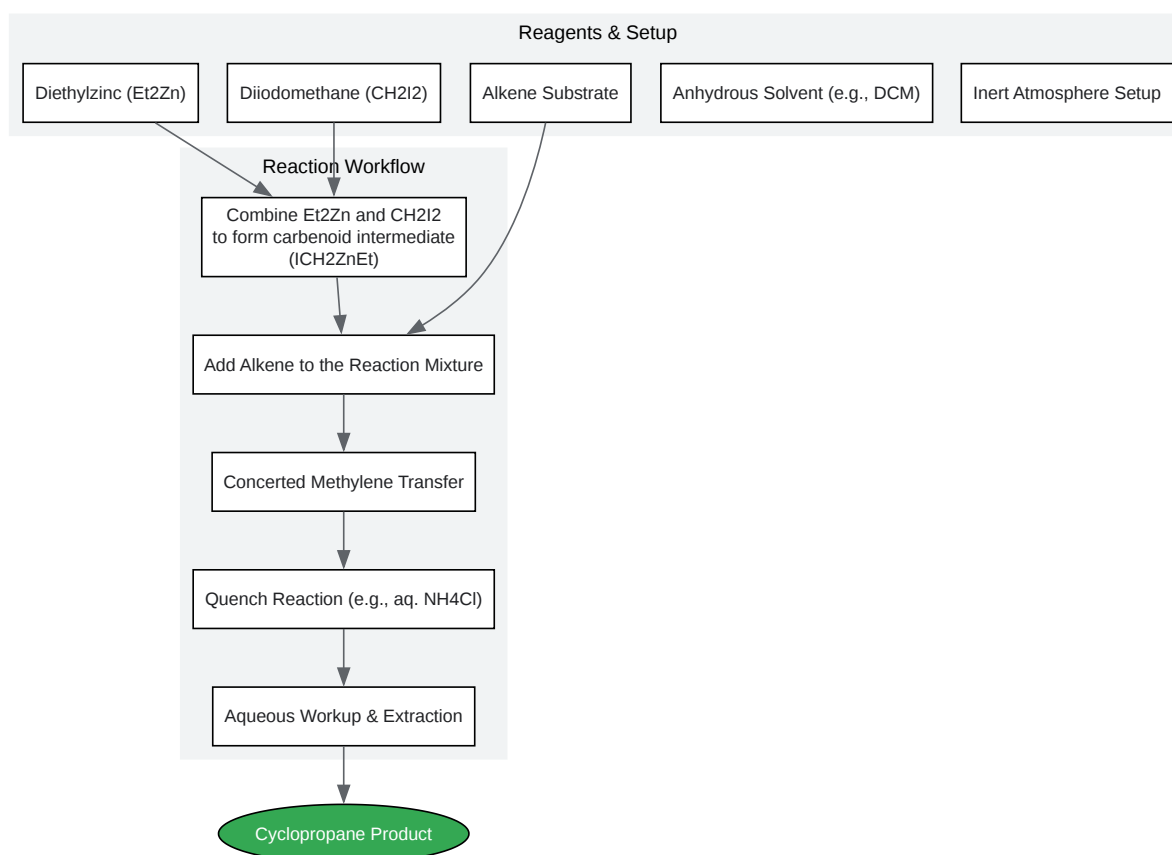 Reagents & Setup
Diethylzinc (Et2Zn)
Diiodomethane (CH2I2)
Alkene Substrate
Anhydrous Solvent (e.g., DCM)
Inert Atmosphere Setup
Reaction Workflow
Combine Et2Zn and CH2I2
to form carbenoid intermediate
(ICH2ZnEt)
Add Alkene to the Reaction Mixture
Concerted Methylene Transfer
Quench Reaction (e.g., aq. NH4Cl)
Aqueous Workup & Extraction
Cyclopropane Product